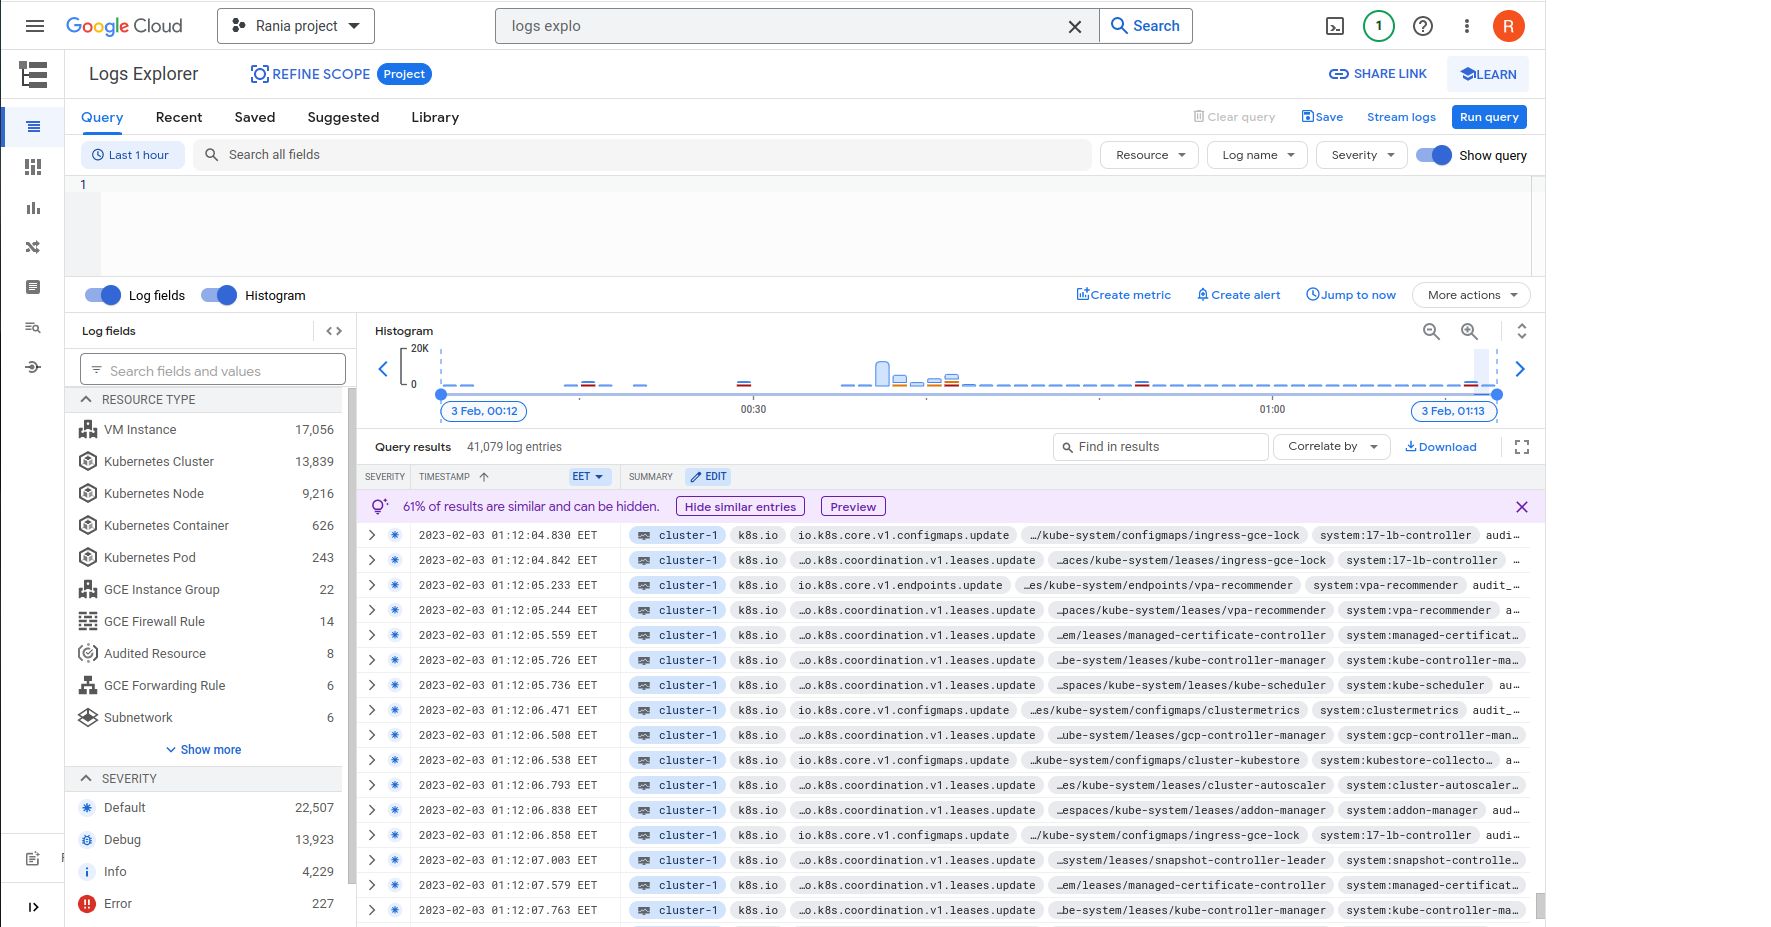 Google Cloud Rania project logs explo Search 1 R
Logs Explorer REFINE SCOPE Project SHARE LINK LEARN
Query Recent Saved Suggested Library Clear query Save Stream logs Run query
Last 1 hour Search all fields Resource Log name Severity Show query
1
Log fields Histogram Create metric Create alert Jump to now More actions
Log fields
Search fields and values
RESOURCE TYPE
VM Instance 17,056
Kubernetes Cluster 13,839
Kubernetes Node 9,216
Kubernetes Container 626
Kubernetes Pod 243
GCE Instance Group 22
GCE Firewall Rule 14
Audited Resource 8
GCE Forwarding Rule 6
Subnetwork 6
Show more
SEVERITY
Default 22,507
Debug 13,923
Info 4,229
Error 227
Histogram
20K
0
00:30 01:00
3 Feb, 00:12 3 Feb, 01:13
Query results 41,079 log entries Find in results Correlate by Download
SEVERITY TIMESTAMP EET SUMMARY EDIT
61% of results are similar and can be hidden. Hide similar entries Preview
2023-02-03 01:12:04.830 EET cluster-1 k8s.io io.k8s.core.v1.configmaps.update …/kube-system/configmaps/ingress-gce-lock system:l7-lb-controller audi…
2023-02-03 01:12:04.842 EET cluster-1 k8s.io …o.k8s.coordination.v1.leases.update …aces/kube-system/leases/ingress-gce-lock system:l7-lb-controller …
2023-02-03 01:12:05.233 EET cluster-1 k8s.io io.k8s.core.v1.endpoints.update …es/kube-system/endpoints/vpa-recommender system:vpa-recommender audit_…
2023-02-03 01:12:05.244 EET cluster-1 k8s.io …o.k8s.coordination.v1.leases.update …paces/kube-system/leases/vpa-recommender system:vpa-recommender a…
2023-02-03 01:12:05.559 EET cluster-1 k8s.io …o.k8s.coordination.v1.leases.update …em/leases/managed-certificate-controller system:managed-certificat…
2023-02-03 01:12:05.726 EET cluster-1 k8s.io …o.k8s.coordination.v1.leases.update …be-system/leases/kube-controller-manager system:kube-controller-ma…
2023-02-03 01:12:05.736 EET cluster-1 k8s.io …o.k8s.coordination.v1.leases.update …spaces/kube-system/leases/kube-scheduler system:kube-scheduler au…
2023-02-03 01:12:06.471 EET cluster-1 k8s.io io.k8s.core.v1.configmaps.update …es/kube-system/configmaps/clustermetrics system:clustermetrics audit_…
2023-02-03 01:12:06.508 EET cluster-1 k8s.io …o.k8s.coordination.v1.leases.update …ube-system/leases/gcp-controller-manager system:gcp-controller-man…
2023-02-03 01:12:06.538 EET cluster-1 k8s.io io.k8s.core.v1.configmaps.update …kube-system/configmaps/cluster-kubestore system:kubestore-collecto… a…
2023-02-03 01:12:06.793 EET cluster-1 k8s.io …o.k8s.coordination.v1.leases.update …es/kube-system/leases/cluster-autoscaler system:cluster-autoscaler…
2023-02-03 01:12:06.838 EET cluster-1 k8s.io …o.k8s.coordination.v1.leases.update …espaces/kube-system/leases/addon-manager system:addon-manager aud…
2023-02-03 01:12:06.858 EET cluster-1 k8s.io io.k8s.core.v1.configmaps.update …/kube-system/configmaps/ingress-gce-lock system:l7-lb-controller audi…
2023-02-03 01:12:07.003 EET cluster-1 k8s.io …o.k8s.coordination.v1.leases.update …system/leases/snapshot-controller-leader system:snapshot-controlle…
2023-02-03 01:12:07.579 EET cluster-1 k8s.io …o.k8s.coordination.v1.leases.update …em/leases/managed-certificate-controller system:managed-certificat…
2023-02-03 01:12:07.763 EET cluster-1 k8s.io …o.k8s.coordination.v1.leases.update …be-system/leases/kube-controller-manager system:kube-controller-ma…